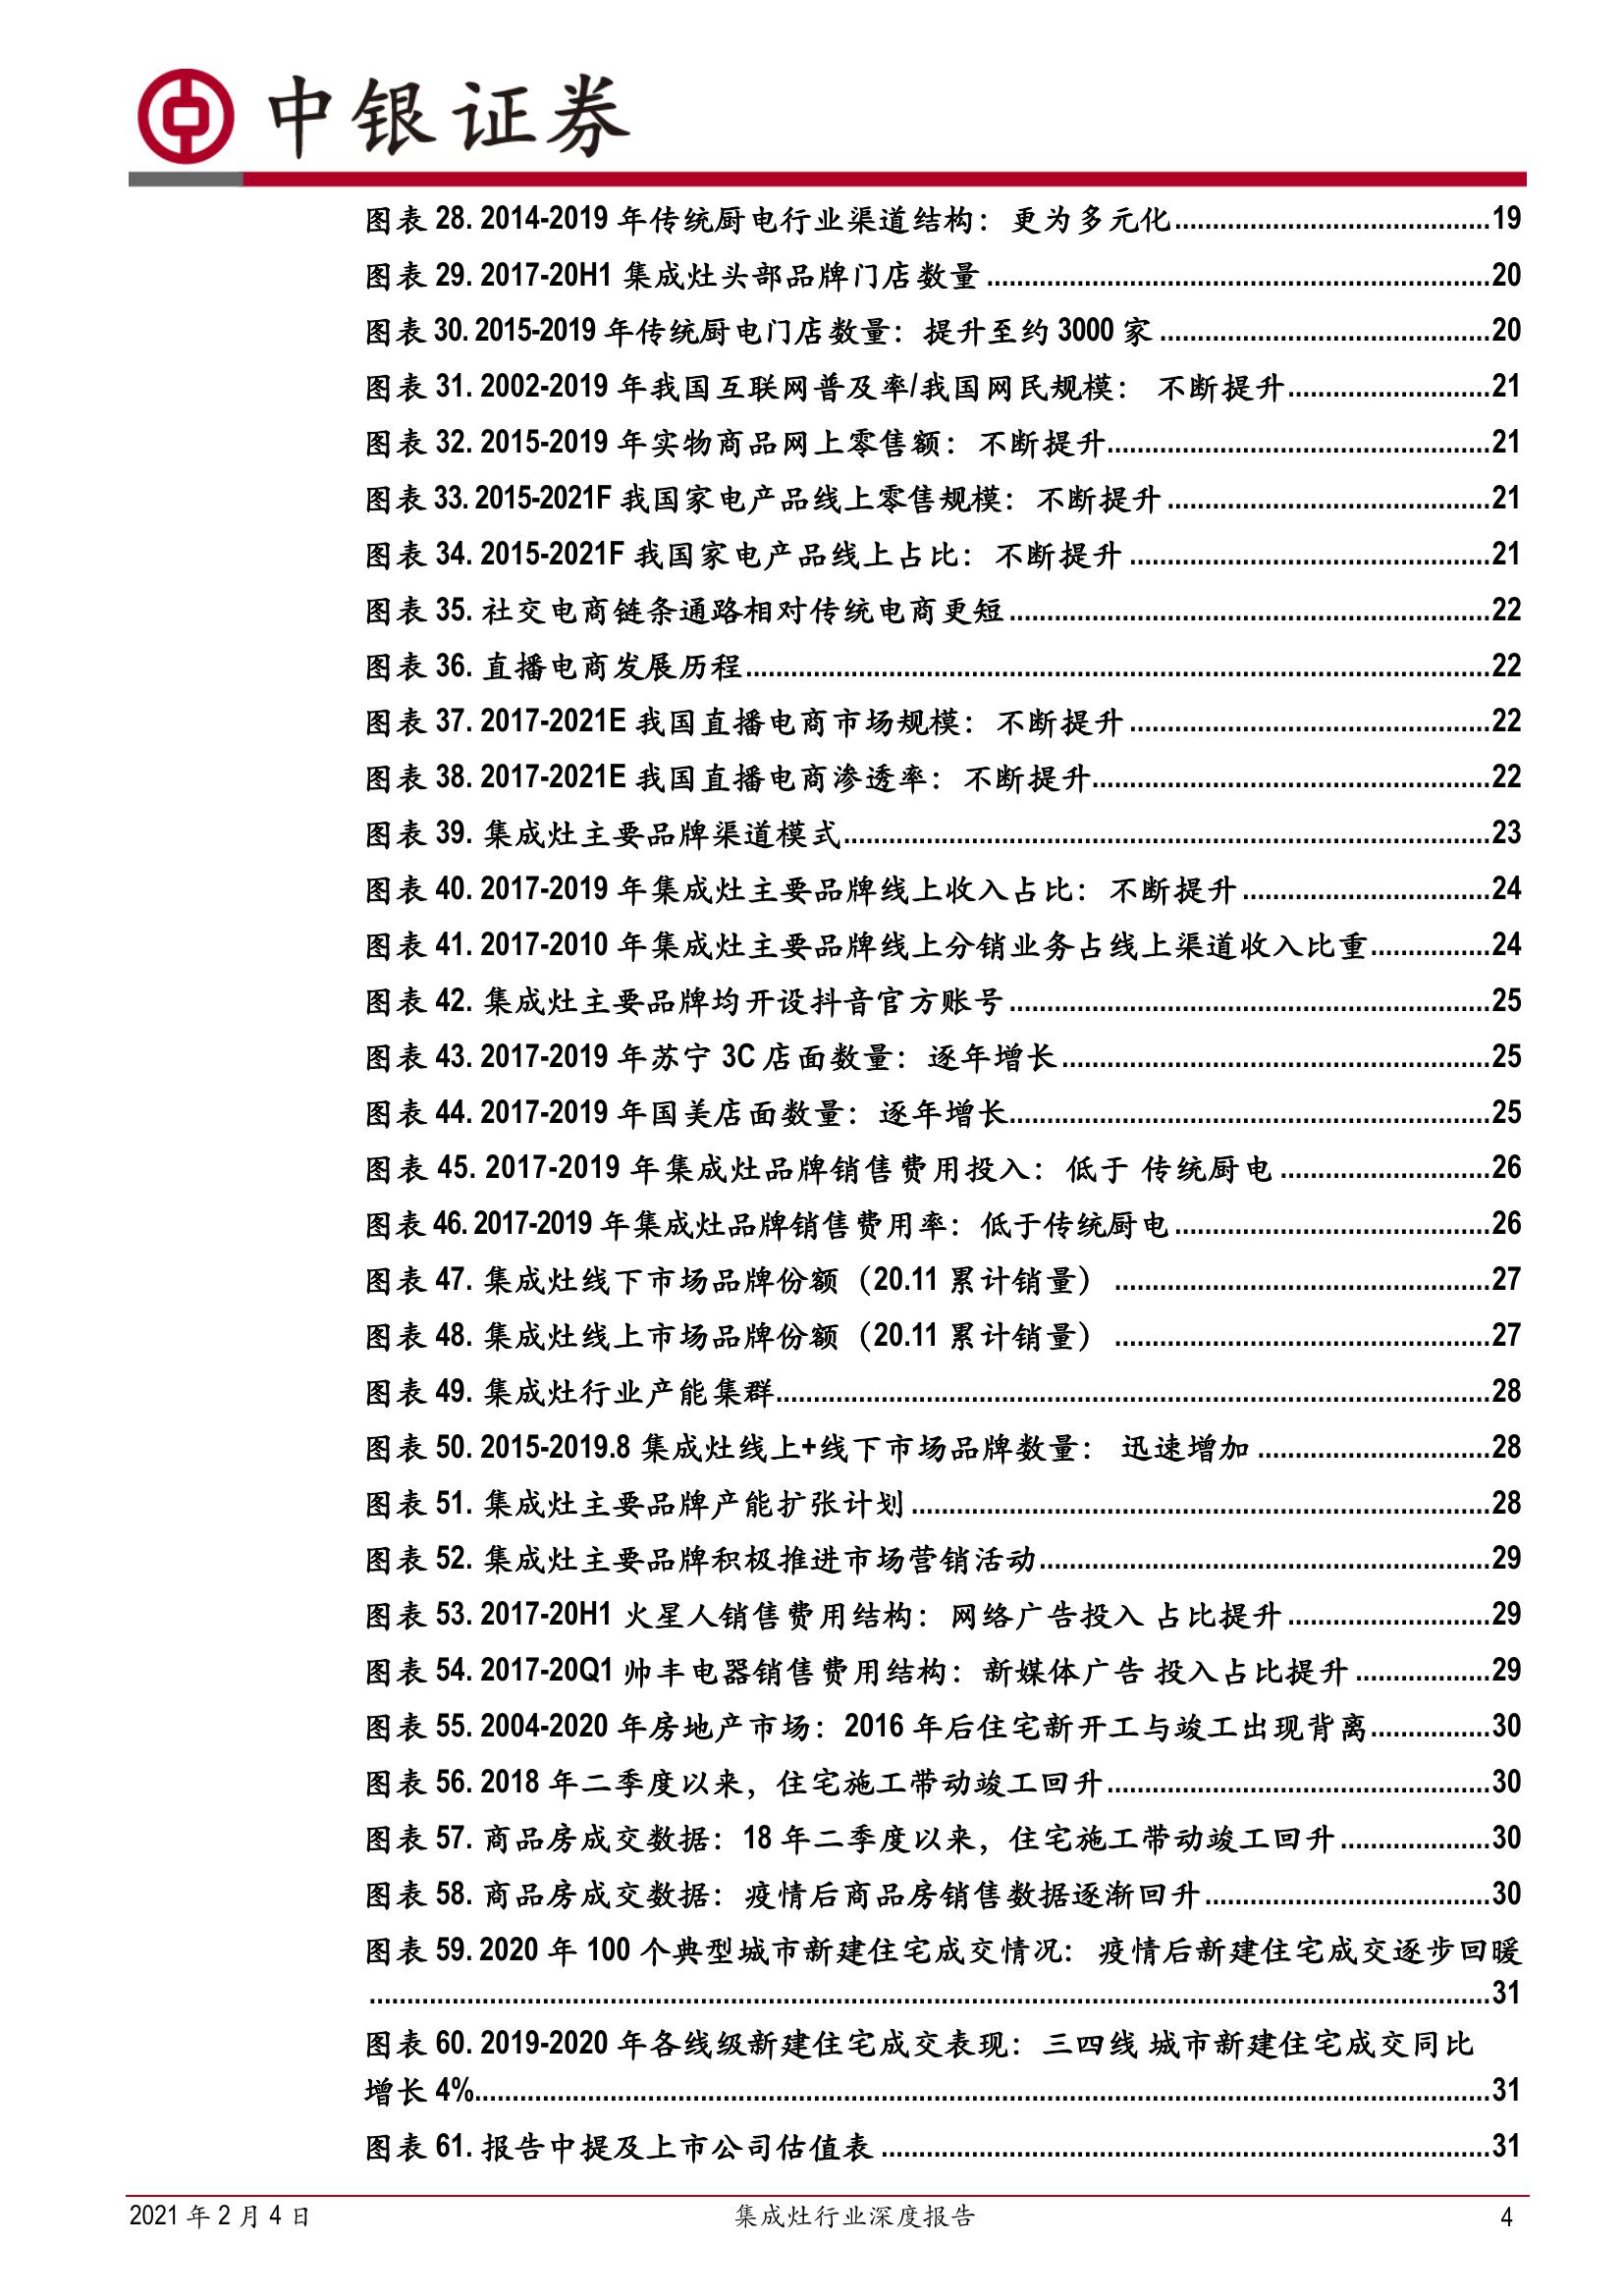 中银证券
图表 28. 2014-2019 年传统厨电行业渠道结构：更为多元化........................................19
图表 29. 2017-20H1 集成灶头部品牌门店数量 ................................................................20
图表 30. 2015-2019 年传统厨电门店数量：提升至约 3000 家 ..........................................20
图表 31. 2002-2019 年我国互联网普及率/我国网民规模： 不断提升..........................21
图表 32. 2015-2019 年实物商品网上零售额：不断提升.................................................21
图表 33. 2015-2021F 我国家电产品线上零售规模：不断提升.........................................21
图表 34. 2015-2021F 我国家电产品线上占比：不断提升..............................................21
图表 35. 社交电商链条通路相对传统电商更短..............................................................22
图表 36. 直播电商发展历程................................................................................................22
图表 37. 2017-2021E 我国直播电商市场规模：不断提升..............................................22
图表 38. 2017-2021E 我国直播电商渗透率：不断提升...................................................22
图表 39. 集成灶主要品牌渠道模式...................................................................................23
图表 40. 2017-2019 年集成灶主要品牌线上收入占比：不断提升................................24
图表 41. 2017-2010 年集成灶主要品牌线上分销业务占线上渠道收入比重...............24
图表 42. 集成灶主要品牌均开设抖音官方账号..............................................................25
图表 43. 2017-2019 年苏宁 3C 店面数量：逐年增长.......................................................25
图表 44. 2017-2019 年国美店面数量：逐年增长..............................................................25
图表 45. 2017-2019 年集成灶品牌销售费用投入：低于 传统厨电 ...........................26
图表 46. 2017-2019 年集成灶品牌销售费用率：低于传统厨电.........................................26
图表 47. 集成灶线下市场品牌份额（20.11 累计销量） ................................................27
图表 48. 集成灶线上市场品牌份额（20.11 累计销量） ................................................27
图表 49. 集成灶行业产能集群............................................................................................28
图表 50. 2015-2019.8 集成灶线上+线下市场品牌数量： 迅速增加 ..............................28
图表 51. 集成灶主要品牌产能扩张计划..........................................................................28
图表 52. 集成灶主要品牌积极推进市场营销活动..........................................................29
图表 53. 2017-20H1 火星人销售费用结构：网络广告投入 占比提升..........................29
图表 54. 2017-20Q1 帅丰电器销售费用结构：新媒体广告 投入占比提升.................29
图表 55. 2004-2020 年房地产市场：2016 年后住宅新开工与竣工出现背离...............30
图表 56. 2018 年二季度以来，住宅施工带动竣工回升.................................................30
图表 57. 商品房成交数据：18 年二季度以来，住宅施工带动竣工回升...................30
图表 58. 商品房成交数据：疫情后商品房销售数据逐渐回升.....................................30
图表 59. 2020 年 100 个典型城市新建住宅成交情况：疫情后新建住宅成交逐步回暖
..................................................................................................................................................31
图表 60. 2019-2020 年各线级新建住宅成交表现：三四线 城市新建住宅成交同比
增长 4%....................................................................................................................................31
图表 61. 报告中提及上市公司估值表 ..............................................................................31
2021 年 2 月 4 日
集成灶行业深度报告
4